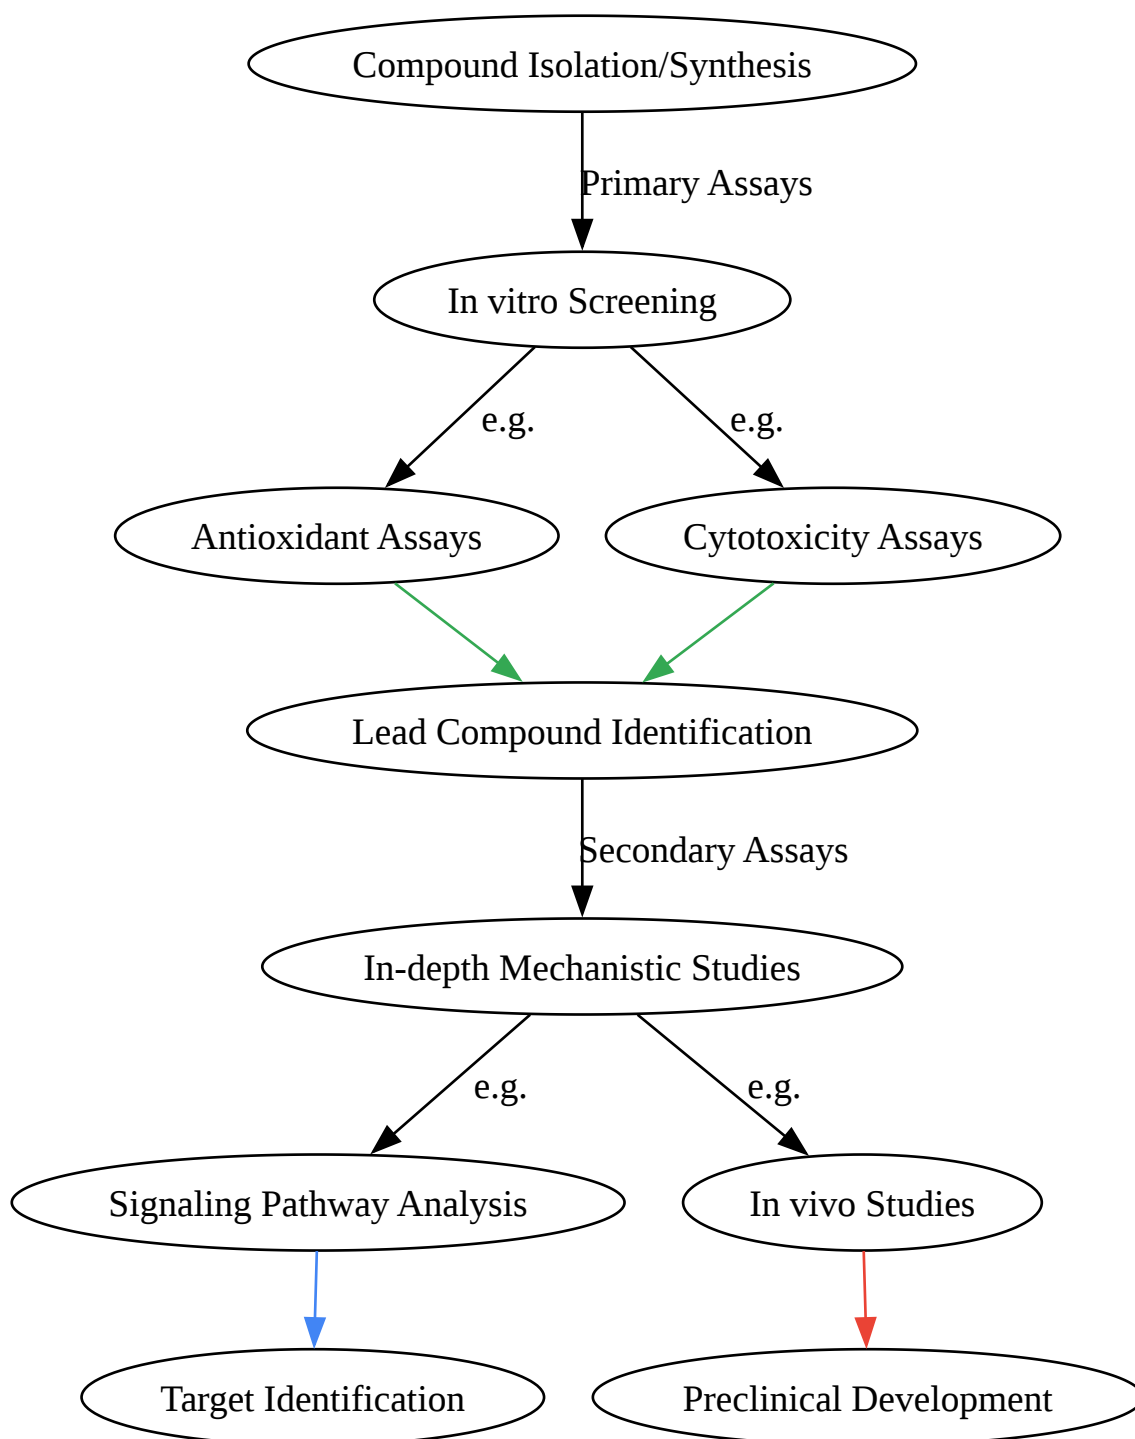 Compound Isolation/Synthesis
Primary Assays
In vitro Screening
e.g.
e.g.
Antioxidant Assays
Cytotoxicity Assays
Lead Compound Identification
Secondary Assays
In-depth Mechanistic Studies
e.g.
e.g.
Signaling Pathway Analysis
In vivo Studies
Target Identification
Preclinical Development